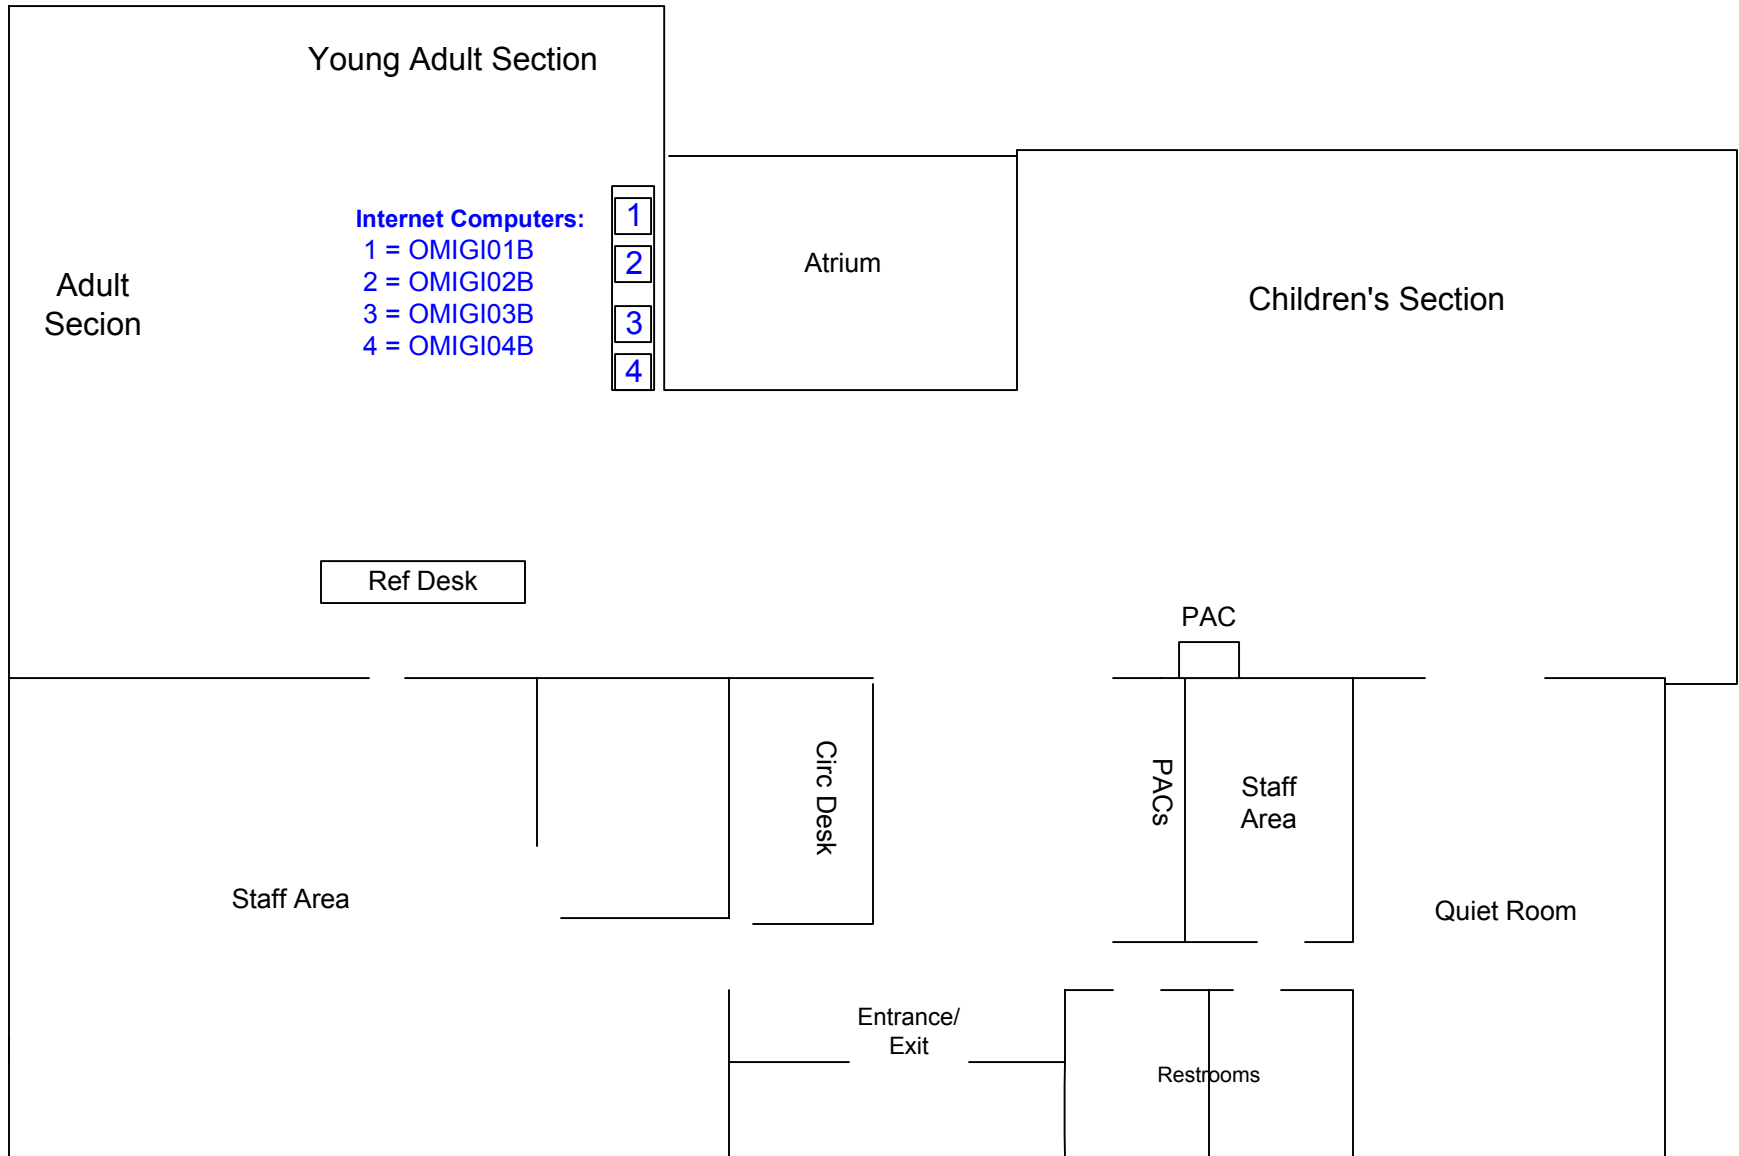 Young Adult Section
Internet Computers:
1 = OMIGI01B
2 = OMIGI02B
3 = OMIGI03B
4 = OMIGI04B
1
2
3
4
Adult
Secion
Atrium
Children's Section
Ref Desk
PAC
Circ Desk
PACs
Staff
Area
Staff Area
Quiet Room
Entrance/
Exit
Restrooms